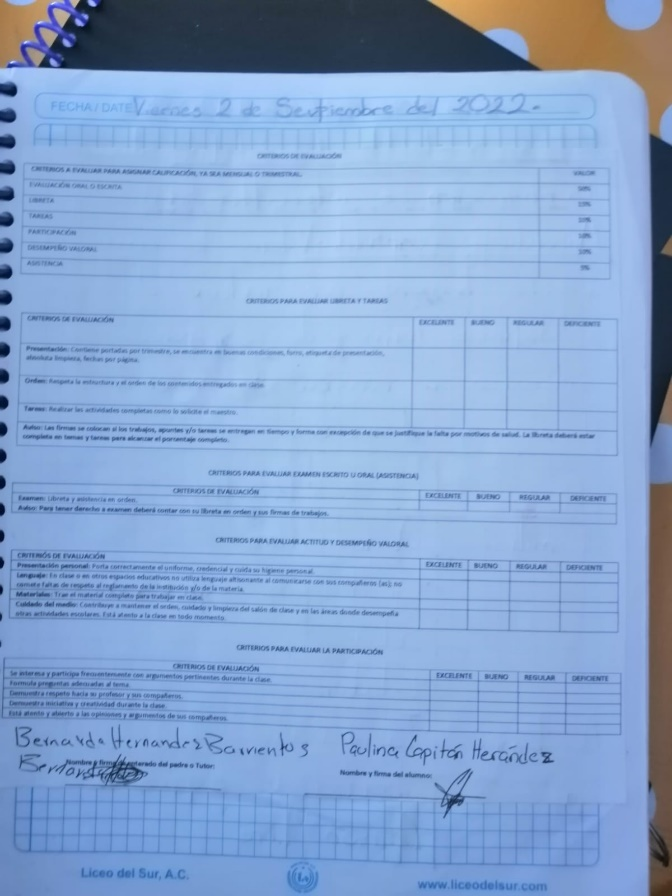 FECHA / DATE Viernes 2 de Septiembre del 2022.
CRITERIOS DE EVALUACIÓN
CRITERIOS A EVALUAR PARA ASIGNAR CALIFICACIÓN, YA SEA MENSUAL O TRIMESTRAL. VALOR
EVALUACIÓN ORAL O ESCRITA
LIBRETA
TAREAS
PARTICIPACIÓN
DESEMPEÑO VALORAL
ASISTENCIA 5%
CRITERIOS PARA EVALUAR LIBRETA Y TAREAS
CRITERIOS DE EVALUACIÓN EXCELENTE BUENO REGULAR DEFICIENTE
Presentación: Contiene portadas por trimestre, se encuentra en buenas condiciones, forro, etiqueta de presentación,
absoluta limpieza, fechas por página.
Orden: Respeta la estructura y el orden de los contenidos entregados en clase.
Tareas: Realizar las actividades completas como lo solicite el maestro.
Aviso: Las firmas se colocan si los trabajos, apuntes y/o tareas se entregan en tiempo y forma con excepción de que se justifique la falta por motivos de salud. La libreta deberá estar
completa en temas y tareas para alcanzar el porcentaje completo.
CRITERIOS PARA EVALUAR EXAMEN ESCRITO U ORAL (ASISTENCIA)
CRITERIOS DE EVALUACIÓN EXCELENTE BUENO REGULAR DEFICIENTE
Examen: Libreta y asistencia en orden.
Aviso: Para tener derecho a examen deberá contar con su libreta en orden y sus firmas de trabajos.
CRITERIOS PARA EVALUAR ACTITUD Y DESEMPEÑO VALORAL
CRITERIOS DE EVALUACIÓN EXCELENTE BUENO REGULAR DEFICIENTE
Presentación personal: Porta correctamente el uniforme, credencial y cuida su higiene personal.
Lenguaje: En clase o en otros espacios educativos no utiliza lenguaje altisonante al comunicarse con sus compañeros (as); no
comete faltas de respeto al reglamento de la institución y/o de la materia.
Materiales: Trae el material completo para trabajar en clase.
Cuidado del medio: Contribuye a mantener el orden, cuidado y limpieza del salón de clase y en las áreas donde desempeña
otras actividades escolares. Está atento a la clase en todo momento.
CRITERIOS PARA EVALUAR LA PARTICIPACIÓN
CRITERIOS DE EVALUACIÓN EXCELENTE BUENO REGULAR DEFICIENTE
Se interesa y participa frecuentemente con argumentos pertinentes durante la clase.
Formula preguntas adecuadas al tema.
Demuestra respeto hacia su profesor y sus compañeros.
Demuestra iniciativa y creatividad durante la clase.
Está atento y abierto a las opiniones y argumentos de sus compañeros.
Bernarda Hernandez Barrientos Paulina Capitán Herández
Nombre y firma de enterado del padre o Tutor: Nombre y firma del alumno:
Liceo del Sur, A.C. www.liceodelsur.com